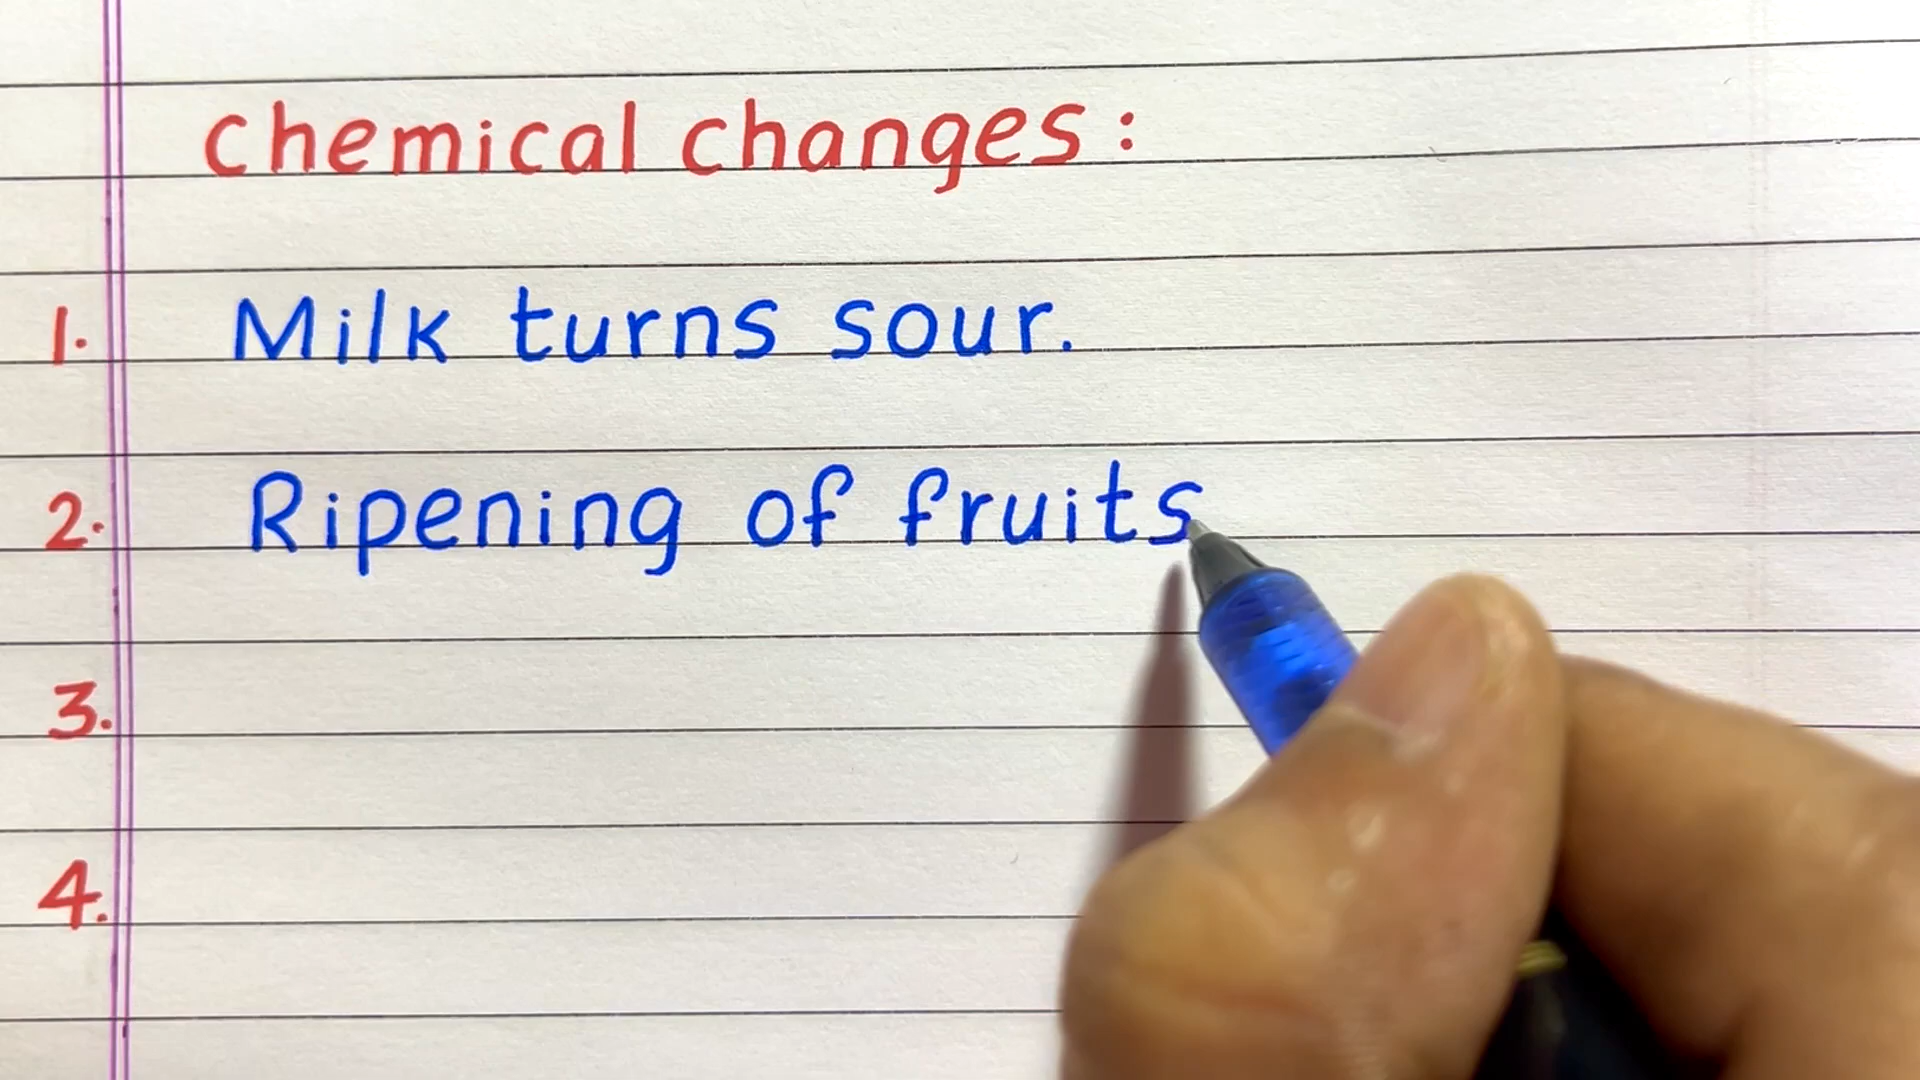 Chemical changes:
1. Milk turns sour.
2. Ripening of fruits
3.
4.